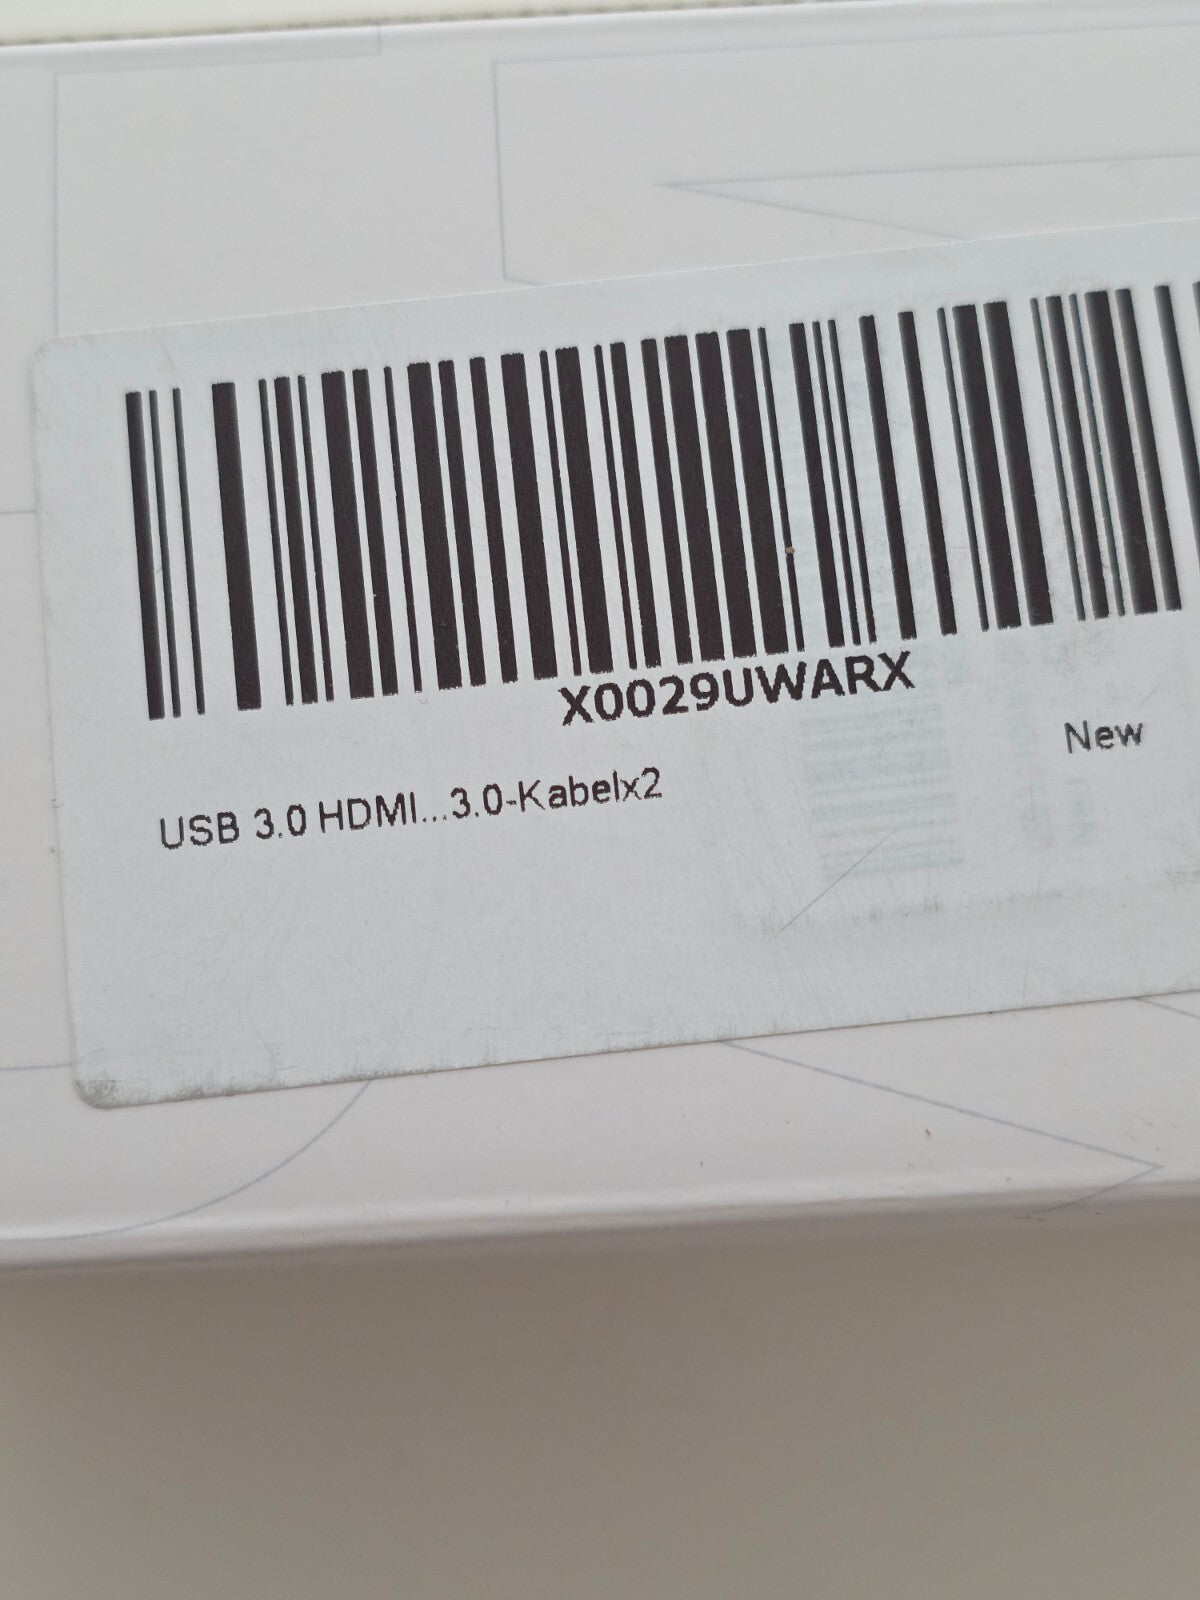 X0029UWARX
New
USB 3.0 HDMI...3.0-Kabelx2